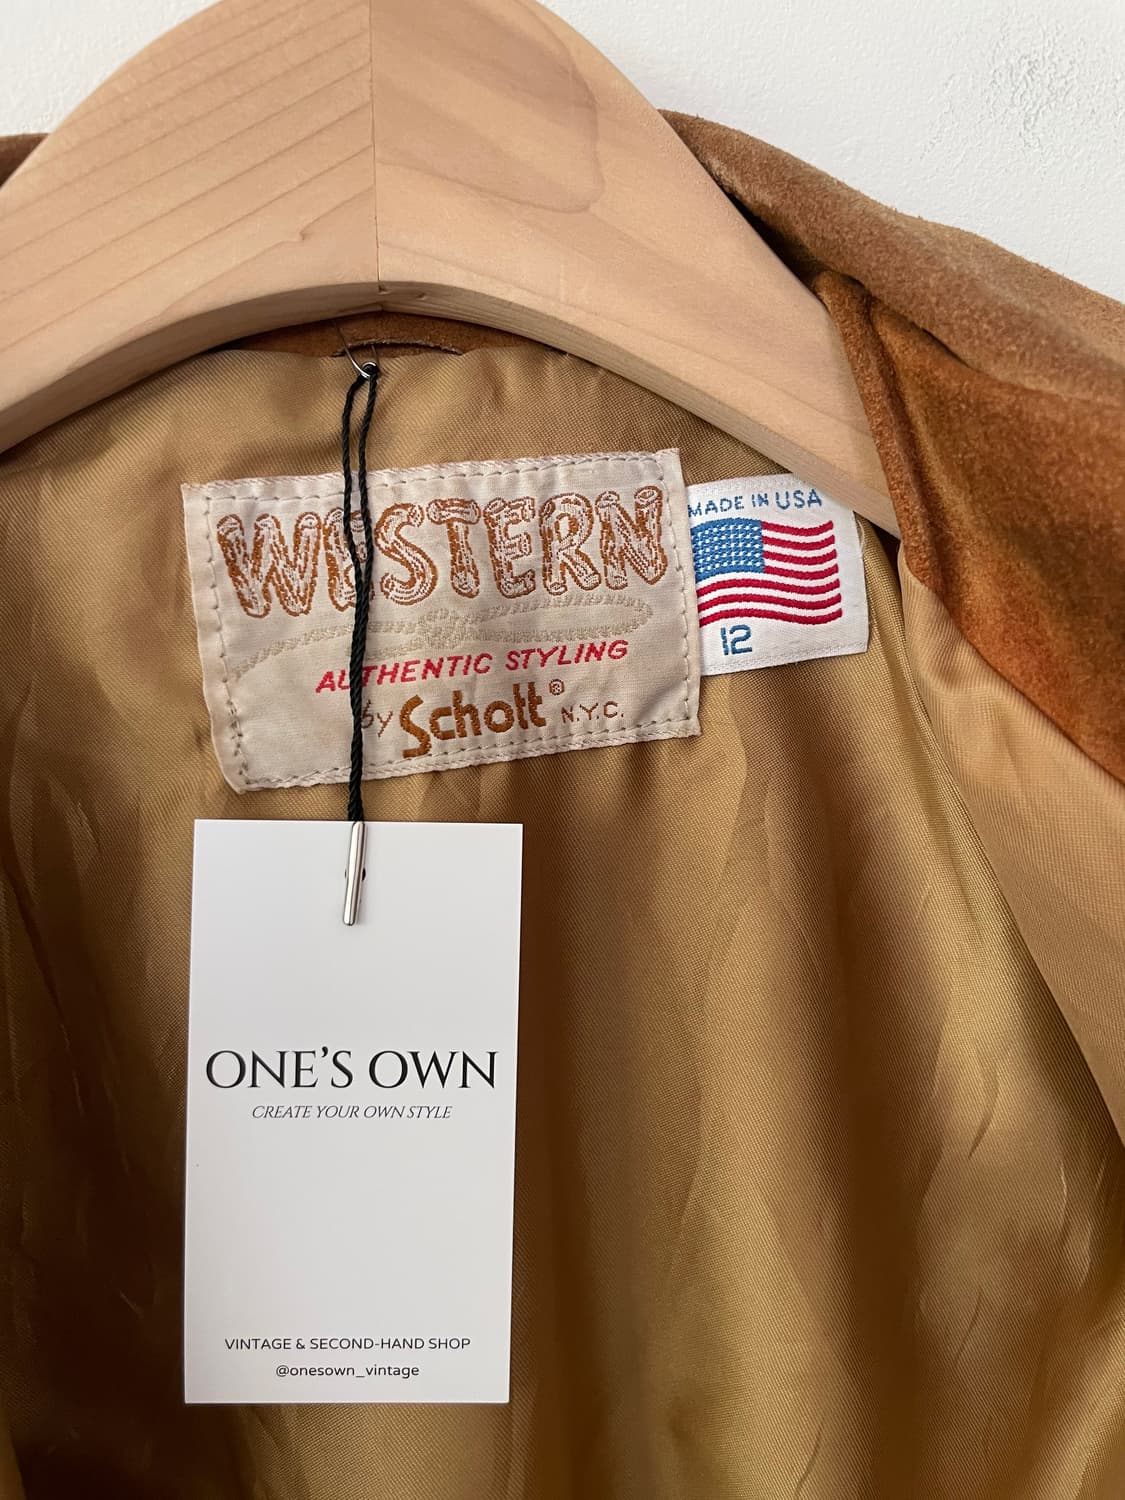 WESTERN
AUTHENTIC STYLING
by Schott® N.Y.C.
MADE IN USA
12
ONE'S OWN
CREATE YOUR OWN STYLE
VINTAGE & SECOND-HAND SHOP
@onesown_vintage